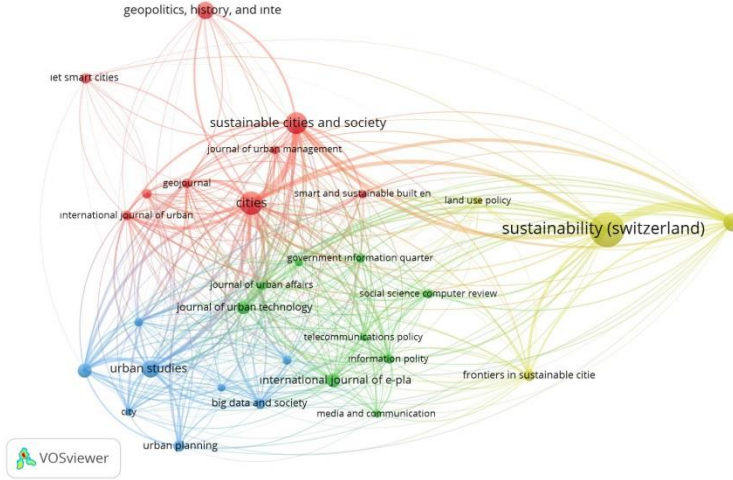 geopolitics, history, and inte
ıet smart cities
sustainable cities and society
journal of urban management
geojournal
cities
smart and sustainable built en
land use policy
international journal of urban
sustainability (switzerland)
government information quarter
journal of urban affairs
social science computer review
journal of urban technology
telecommunications policy
information polity
urban studies
international journal of e-pla
frontiers in sustainable citie
big data and society
city
media and communication
urban planning
VOSviewer